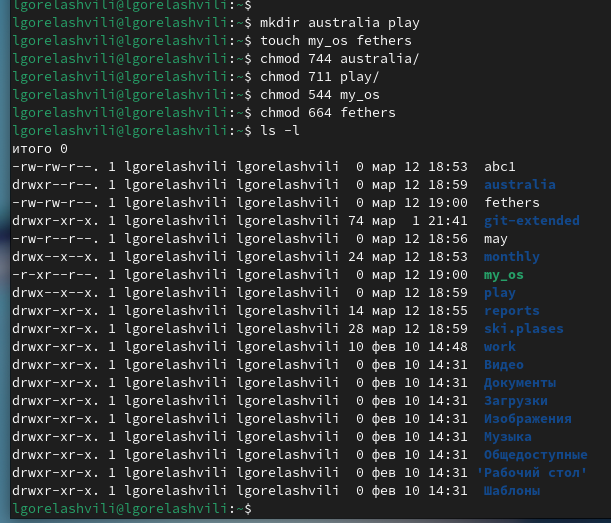 lgorelashvili@lgorelashvili:~$
lgorelashvili@lgorelashvili:~$ mkdir australia play
lgorelashvili@lgorelashvili:~$ touch my_os fethers
lgorelashvili@lgorelashvili:~$ chmod 744 australia/
lgorelashvili@lgorelashvili:~$ chmod 711 play/
lgorelashvili@lgorelashvili:~$ chmod 544 my_os
lgorelashvili@lgorelashvili:~$ chmod 664 fethers
lgorelashvili@lgorelashvili:~$ ls -l
итого 0
-rw-rw-r--. 1 lgorelashvili lgorelashvili  0 мар 12 18:53  abc1
drwxr--r--. 1 lgorelashvili lgorelashvili  0 мар 12 18:59  australia
-rw-rw-r--. 1 lgorelashvili lgorelashvili  0 мар 12 19:00  fethers
drwxr-xr-x. 1 lgorelashvili lgorelashvili 74 мар  1 21:41  git-extended
-rw-r--r--. 1 lgorelashvili lgorelashvili  0 мар 12 18:56  may
drwx--x--x. 1 lgorelashvili lgorelashvili 24 мар 12 18:53  monthly
-r-xr--r--. 1 lgorelashvili lgorelashvili  0 мар 12 19:00  my_os
drwx--x--x. 1 lgorelashvili lgorelashvili  0 мар 12 18:59  play
drwxr-xr-x. 1 lgorelashvili lgorelashvili 14 мар 12 18:55  reports
drwxr-xr-x. 1 lgorelashvili lgorelashvili 28 мар 12 18:59  ski.plases
drwxr-xr-x. 1 lgorelashvili lgorelashvili 10 фев 10 14:48  work
drwxr-xr-x. 1 lgorelashvili lgorelashvili  0 фев 10 14:31  Видео
drwxr-xr-x. 1 lgorelashvili lgorelashvili  0 фев 10 14:31  Документы
drwxr-xr-x. 1 lgorelashvili lgorelashvili  0 фев 10 14:31  Загрузки
drwxr-xr-x. 1 lgorelashvili lgorelashvili  0 фев 10 14:31  Изображения
drwxr-xr-x. 1 lgorelashvili lgorelashvili  0 фев 10 14:31  Музыка
drwxr-xr-x. 1 lgorelashvili lgorelashvili  0 фев 10 14:31  Общедоступные
drwxr-xr-x. 1 lgorelashvili lgorelashvili  0 фев 10 14:31 'Рабочий стол'
drwxr-xr-x. 1 lgorelashvili lgorelashvili  0 фев 10 14:31  Шаблоны
lgorelashvili@lgorelashvili:~$